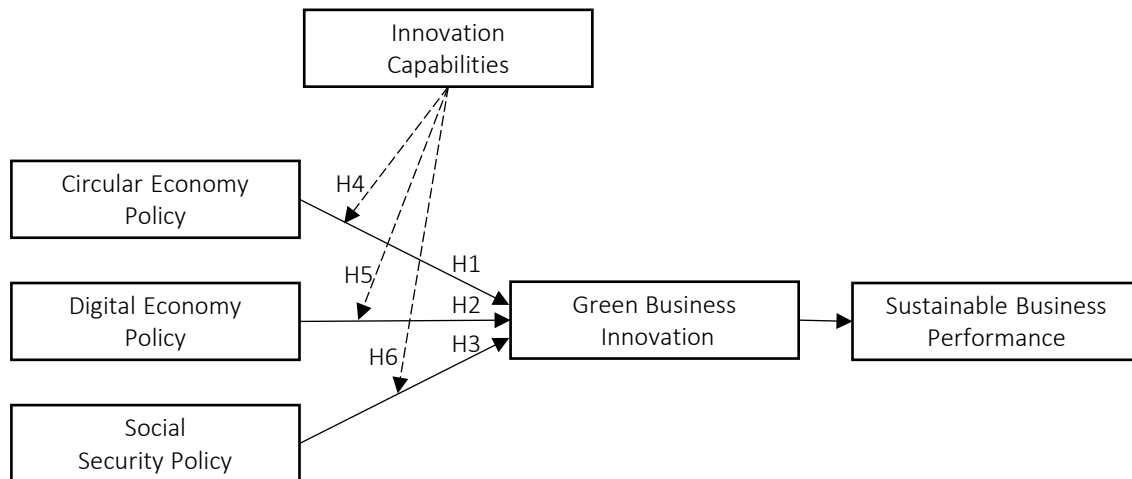 Innovation
Capabilities
Circular Economy
Policy
H4
H1
H5
Digital Economy
Policy
H2
Green Business
Innovation
Sustainable Business
Performance
H3
H6
Social
Security Policy